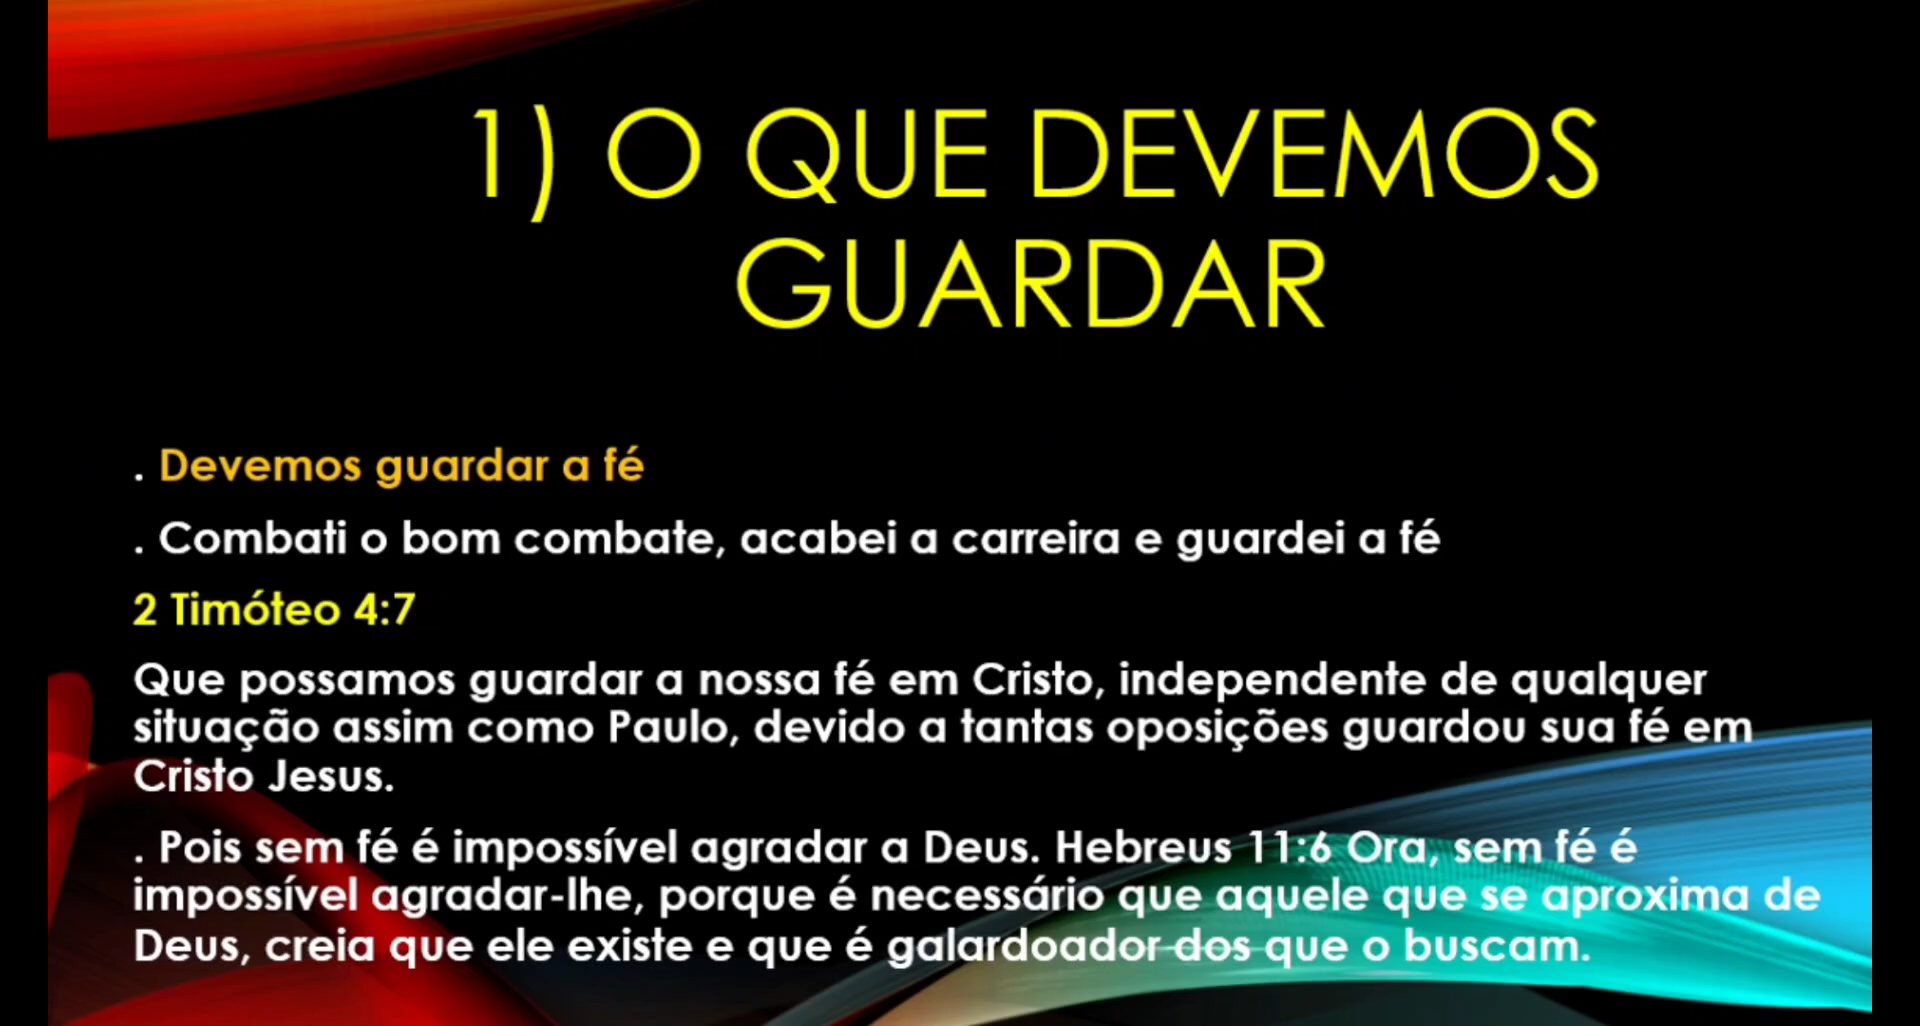 1) O QUE DEVEMOS
GUARDAR
. Devemos guardar a fé
. Combati o bom combate, acabei a carreira e guardei a fé
2 Timóteo 4:7
Que possamos guardar a nossa fé em Cristo, independente de qualquer
situação assim como Paulo, devido a tantas oposições guardou sua fé em
Cristo Jesus.
. Pois sem fé é impossível agradar a Deus. Hebreus 11:6 Ora, sem fé é
impossível agradar-lhe, porque é necessário que aquele que se aproxima de
Deus, creia que ele existe e que é galardoador dos que o buscam.